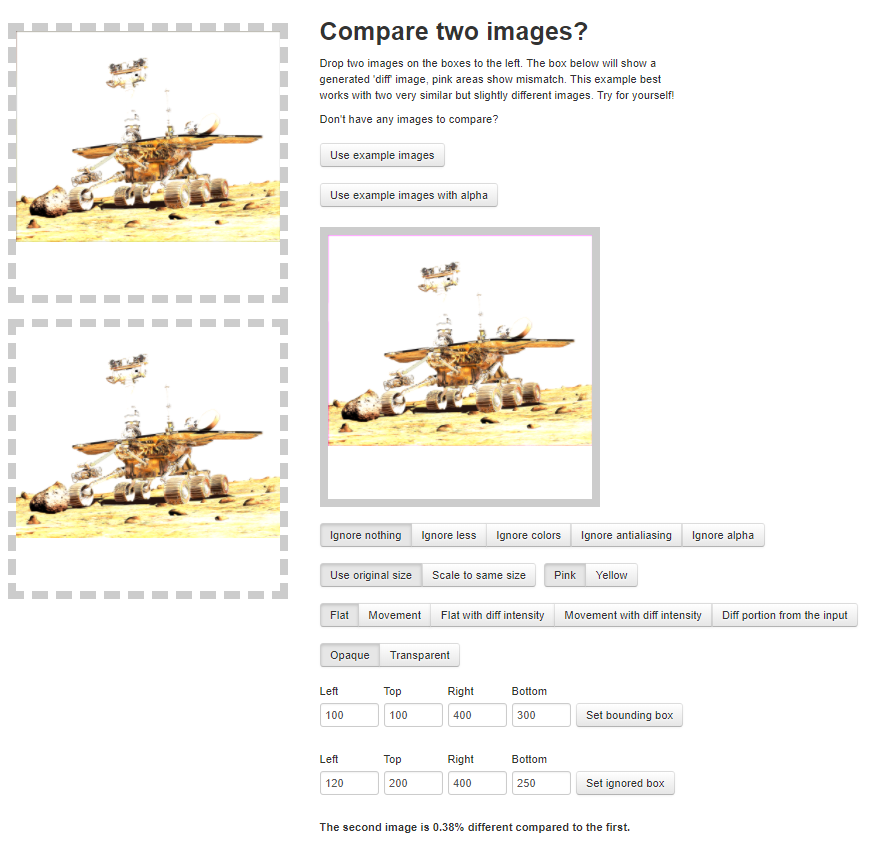 Compare two images?
Drop two images on the boxes to the left. The box below will show a
generated 'diff' image, pink areas show mismatch. This example best
works with two very similar but slightly different images. Try for yourself!
Don't have any images to compare?
Use example images
Use example images with alpha
Ignore nothing Ignore less Ignore colors Ignore antialiasing Ignore alpha
Use original size Scale to same size Pink Yellow
Flat Movement Flat with diff intensity Movement with diff intensity Diff portion from the input
Opaque Transparent
Left Top Right Bottom
100 100 400 300 Set bounding box
Left Top Right Bottom
120 200 400 250 Set ignored box
The second image is 0.38% different compared to the first.